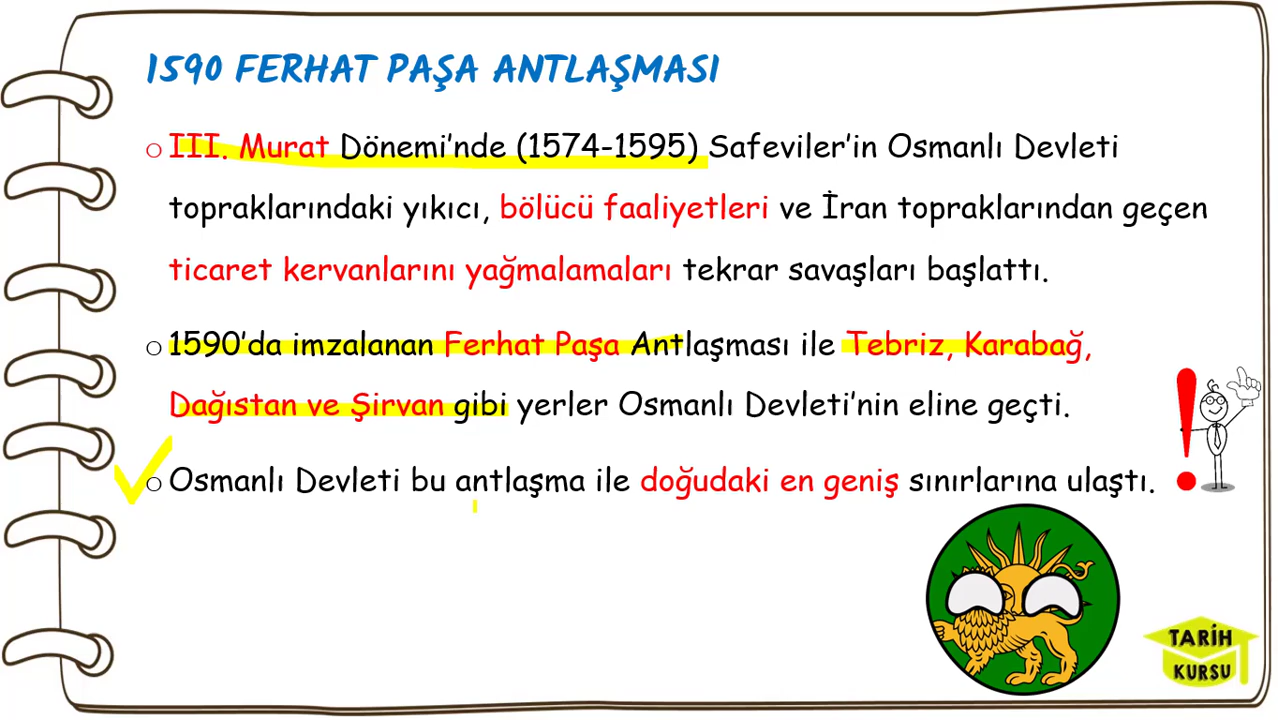 1590 FERHAT PAŞA ANTLAŞMASI
○ III. Murat Dönemi’nde (1574-1595) Safeviler’in Osmanlı Devleti
topraklarındaki yıkıcı, bölücü faaliyetleri ve İran topraklarından geçen
ticaret kervanlarını yağmalamaları tekrar savaşları başlattı.
○ 1590’da imzalanan Ferhat Paşa Antlaşması ile Tebriz, Karabağ,
Dağıstan ve Şirvan gibi yerler Osmanlı Devleti’nin eline geçti.
○ Osmanlı Devleti bu antlaşma ile doğudaki en geniş sınırlarına ulaştı.
TARİH
KURSU